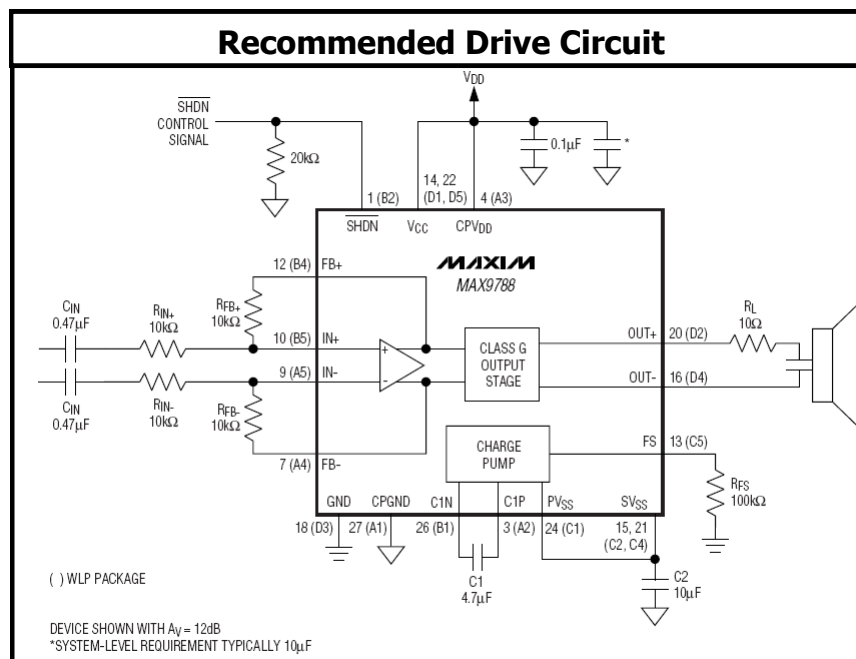 Recommended Drive Circuit
VDD
SHDN
CONTROL
SIGNAL
20kΩ
0.1µF
*
14, 22
(D1, D5)
1 (B2)
4 (A3)
SHDN
VCC
CPVDD
12 (B4)
FB+
MAXIM
MAX9788
CIN
0.47µF
RIN+
10kΩ
RFB+
10kΩ
10 (B5)
IN+
+
CLASS G
OUTPUT
STAGE
OUT+
20 (D2)
RL
10Ω
9 (A5)
IN-
-
OUT-
16 (D4)
CIN
0.47µF
RIN-
10kΩ
RFB-
10kΩ
7 (A4)
FB-
CHARGE
PUMP
FS
13 (C5)
RFS
100kΩ
GND
CPGND
C1N
C1P
PVSS
SVSS
18 (D3)
27 (A1)
26 (B1)
3 (A2)
24 (C1)
15, 21
(C2, C4)
C1
4.7µF
C2
10µF
( ) WLP PACKAGE
DEVICE SHOWN WITH AV = 12dB
*SYSTEM-LEVEL REQUIREMENT TYPICALLY 10µF